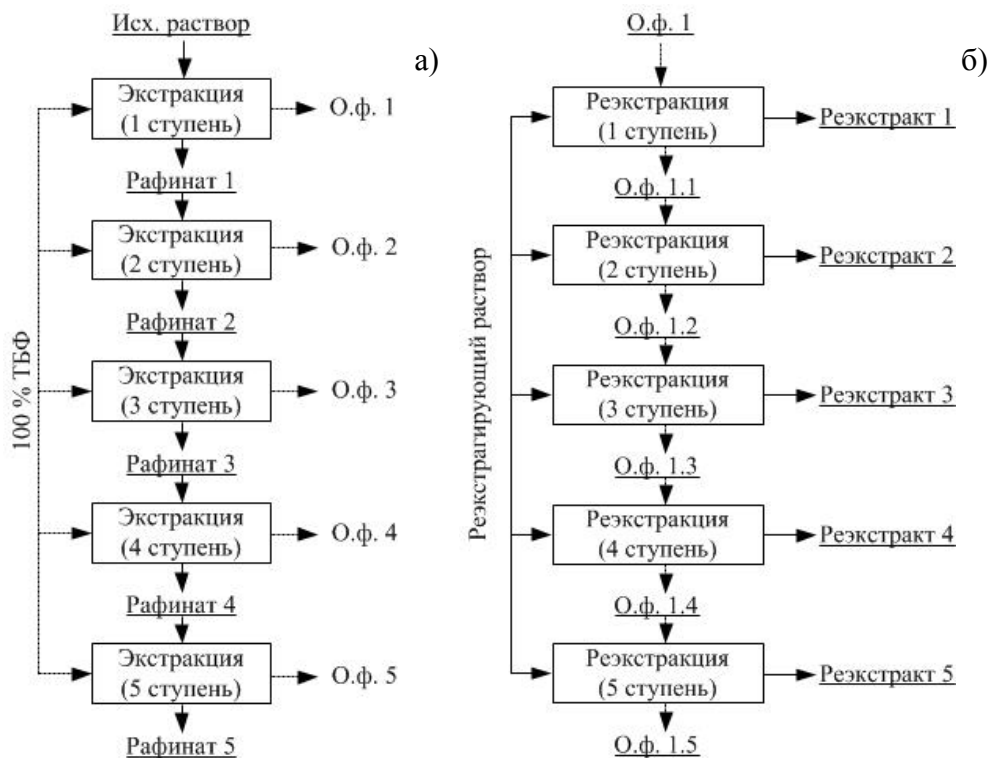 Исх. раствор
а)
Экстракция
(1 ступень)
О.ф. 1
Рафинат 1
Экстракция
(2 ступень)
О.ф. 2
Рафинат 2
Экстракция
(3 ступень)
О.ф. 3
Рафинат 3
Экстракция
(4 ступень)
О.ф. 4
Рафинат 4
Экстракция
(5 ступень)
О.ф. 5
Рафинат 5
100 % ТБФ
О.ф. 1
б)
Реэкстракция
(1 ступень)
Реэкстракт 1
О.ф. 1.1
Реэкстракция
(2 ступень)
Реэкстракт 2
О.ф. 1.2
Реэкстракция
(3 ступень)
Реэкстракт 3
О.ф. 1.3
Реэкстракция
(4 ступень)
Реэкстракт 4
О.ф. 1.4
Реэкстракция
(5 ступень)
Реэкстракт 5
О.ф. 1.5
Реэкстрагирующий раствор